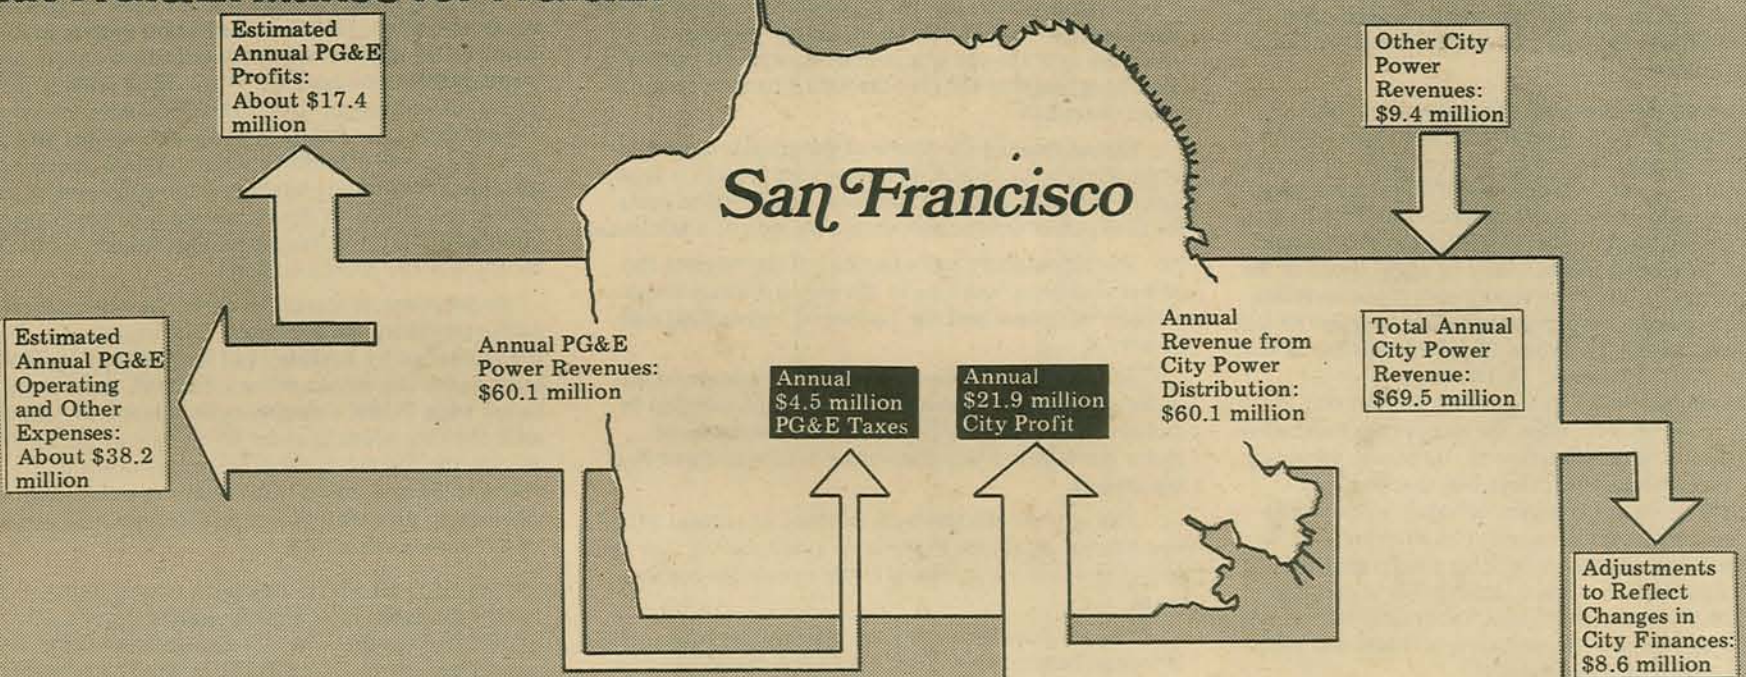 Estimated
Annual PG&E
Profits:
About $17.4
million
Other City
Power
Revenues:
$9.4 million
San Francisco
Estimated
Annual PG&E
Operating
and Other
Expenses:
About $38.2
million
Annual PG&E
Power Revenues:
$60.1 million
Annual
$4.5 million
PG&E Taxes
Annual
$21.9 million
City Profit
Annual
Revenue from
City Power
Distribution:
$60.1 million
Total Annual
City Power
Revenue:
$69.5 million
Adjustments
to Reflect
Changes in
City Finances:
$8.6 million